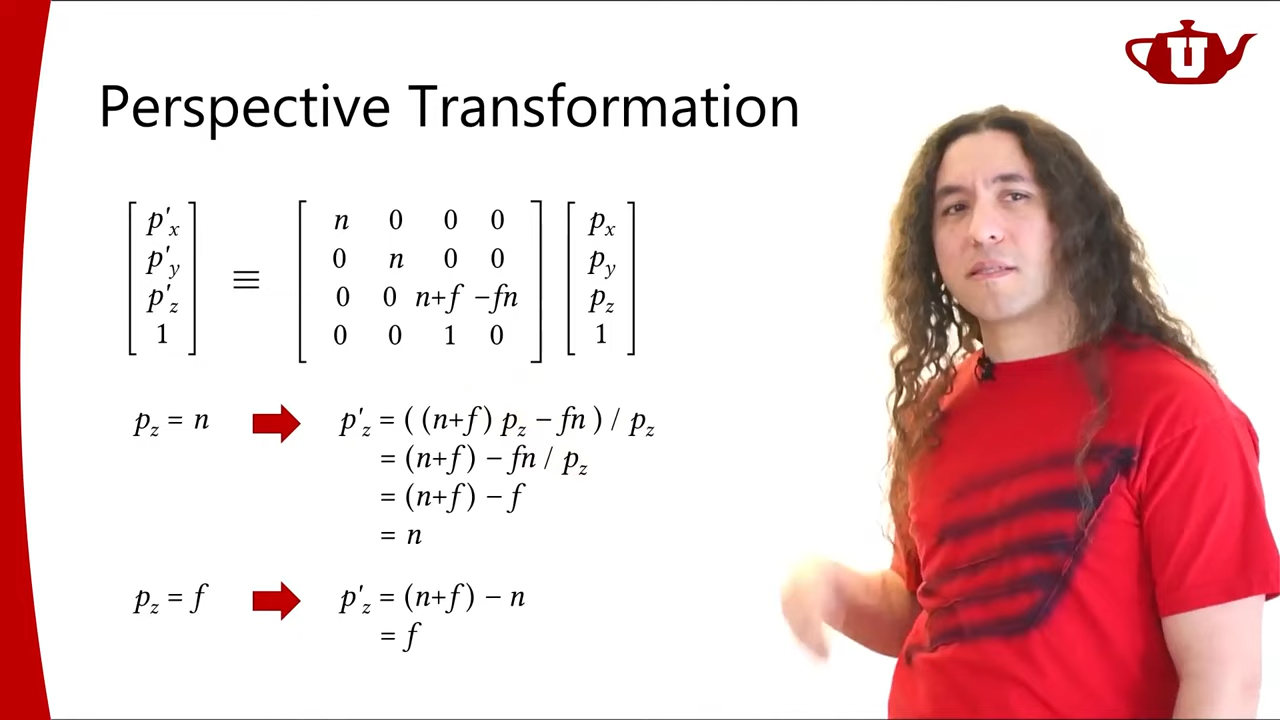 U
Perspective Transformation
[p'x] ≡ [n 0 0 0] [px]
[p'y] [0 n 0 0] [py]
[p'z] [0 0 n+f −fn] [pz]
[1] [0 0 1 0] [1]
pz = n ➡ p'z = ( (n+f) pz − fn ) / pz
= (n+f) − fn / pz
= (n+f) − f
= n
pz = f ➡ p'z = (n+f) − n
= f